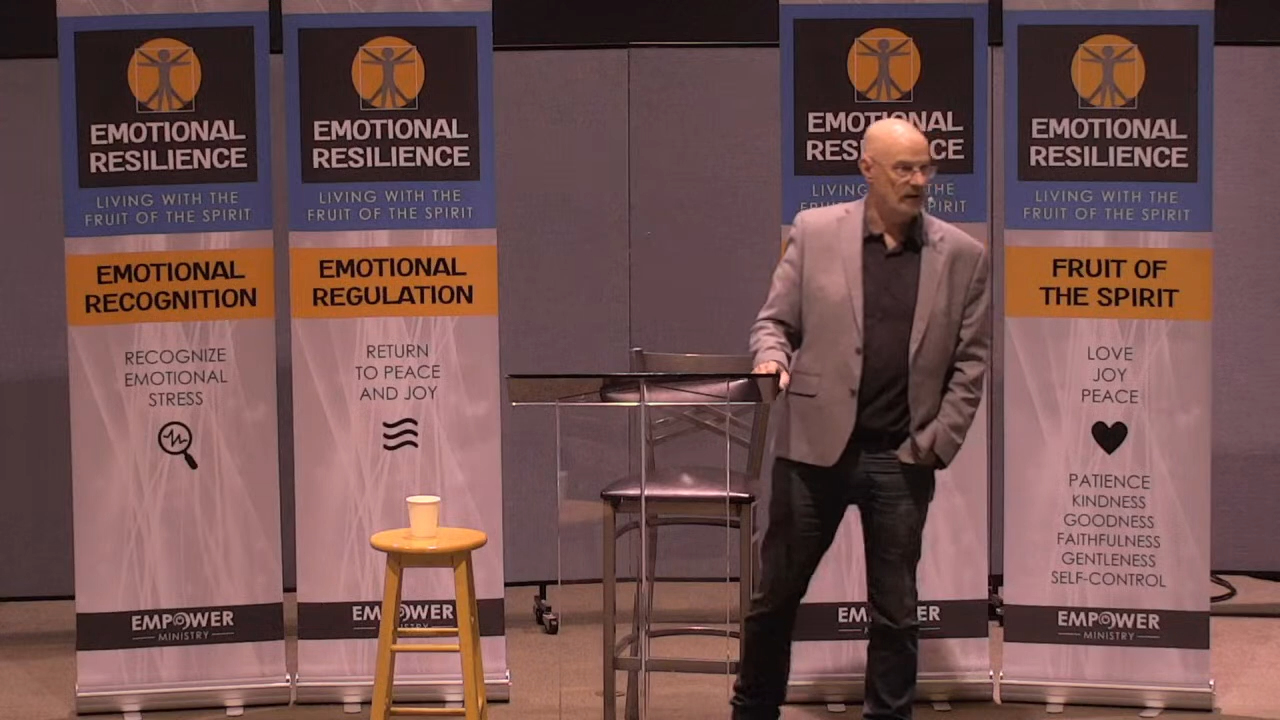 EMOTIONAL
RESILIENCE
LIVING WITH THE
FRUIT OF THE SPIRIT
EMOTIONAL
RECOGNITION
RECOGNIZE
EMOTIONAL
STRESS
EMPOWER
MINISTRY
EMOTIONAL
RESILIENCE
LIVING WITH THE
FRUIT OF THE SPIRIT
EMOTIONAL
REGULATION
RETURN
TO PEACE
AND JOY
EMPOWER
MINISTRY
EMOTIONAL
RES CE
LIVING THE
SPIRIT
EMOTIONAL
RESILIENCE
LIVING WITH THE
FRUIT OF THE SPIRIT
FRUIT OF
THE SPIRIT
LOVE
JOY
PEACE
PATIENCE
KINDNESS
GOODNESS
FAITHFULNESS
GENTLENESS
SELF-CONTROL
EMPOWER
MINISTRY